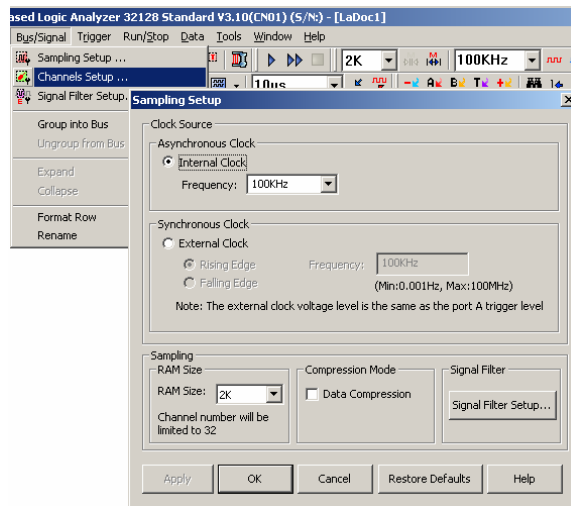 ased Logic Analyzer 32128 Standard V3.10(CN01) (S/N:) - [LaDoc1]
Bus/Signal Trigger Run/Stop Data Tools Window Help
Sampling Setup ...
2K
100KHz
Channels Setup ...
10us
Signal Filter Setup.
Group into Bus
Ungroup from Bus
Expand
Collapse
Format Row
Rename
Sampling Setup
Clock Source
Asynchronous Clock
Internal Clock
Frequency: 100KHz
Synchronous Clock
External Clock
Rising Edge
Frequency: 100KHz
Falling Edge
(Min:0.001Hz, Max:100MHz)
Note: The external clock voltage level is the same as the port A trigger level
Sampling
RAM Size
RAM Size: 2K
Channel number will be
limited to 32
Compression Mode
Data Compression
Signal Filter
Signal Filter Setup...
Apply OK Cancel Restore Defaults Help